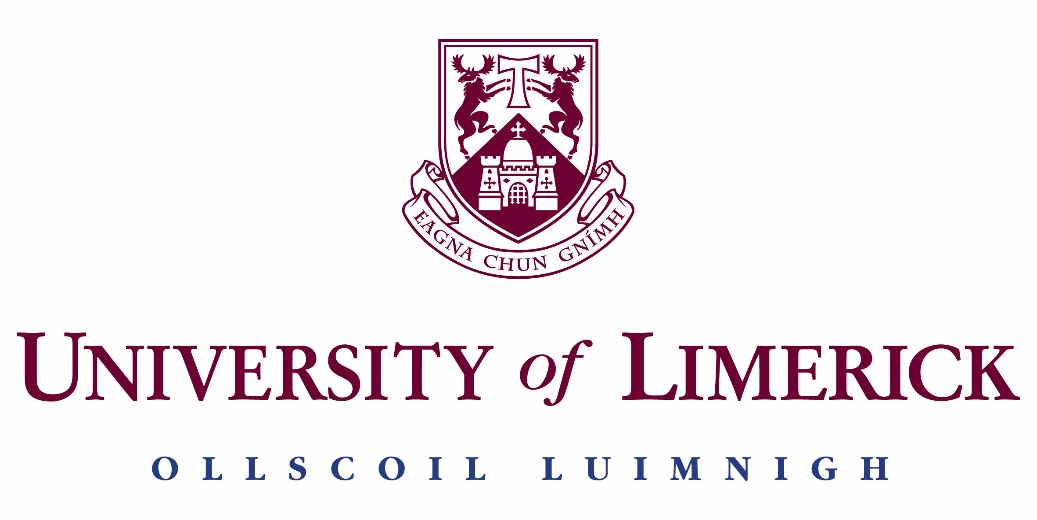 EAGNA CHUN GNÍMH
UNIVERSITY of LIMERICK
OLLSCOIL LUIMNIGH